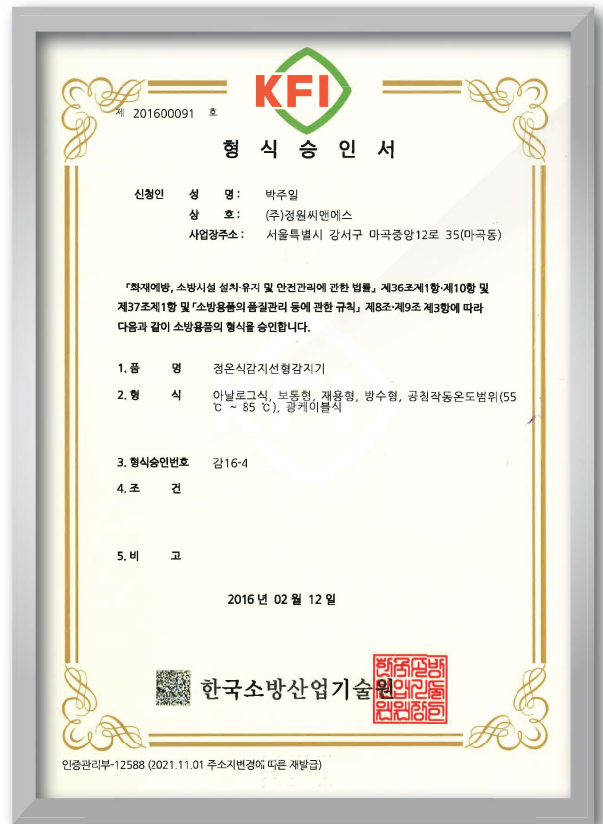 KFI
제 201600091 호
형 식 승 인 서
신청인 성 명 : 박주일
상 호 : (주)정원씨앤에스
사업장주소 : 서울특별시 강서구 마곡중앙12로 35(마곡동)
「화재예방, 소방시설 설치·유지 및 안전관리에 관한 법률」 제36조제1항·제10항 및
제37조제1항 및 「소방용품의 품질관리 등에 관한 규칙」 제8조·제9조 제3항에 따라
다음과 같이 소방용품의 형식을 승인합니다.
1. 품 명 정온식감지선형감지기
2. 형 식 아날로그식, 보통형, 재용형, 방수형, 공칭작동온도범위(55
℃ ~ 85 ℃), 광케이블식
3. 형식승인번호 감16-4
4. 조 건
5. 비 고
2016 년 02 월 12 일
한국소방산업기술원
인증관리부-12588 (2021.11.01 주소지변경에 따른 재발급)